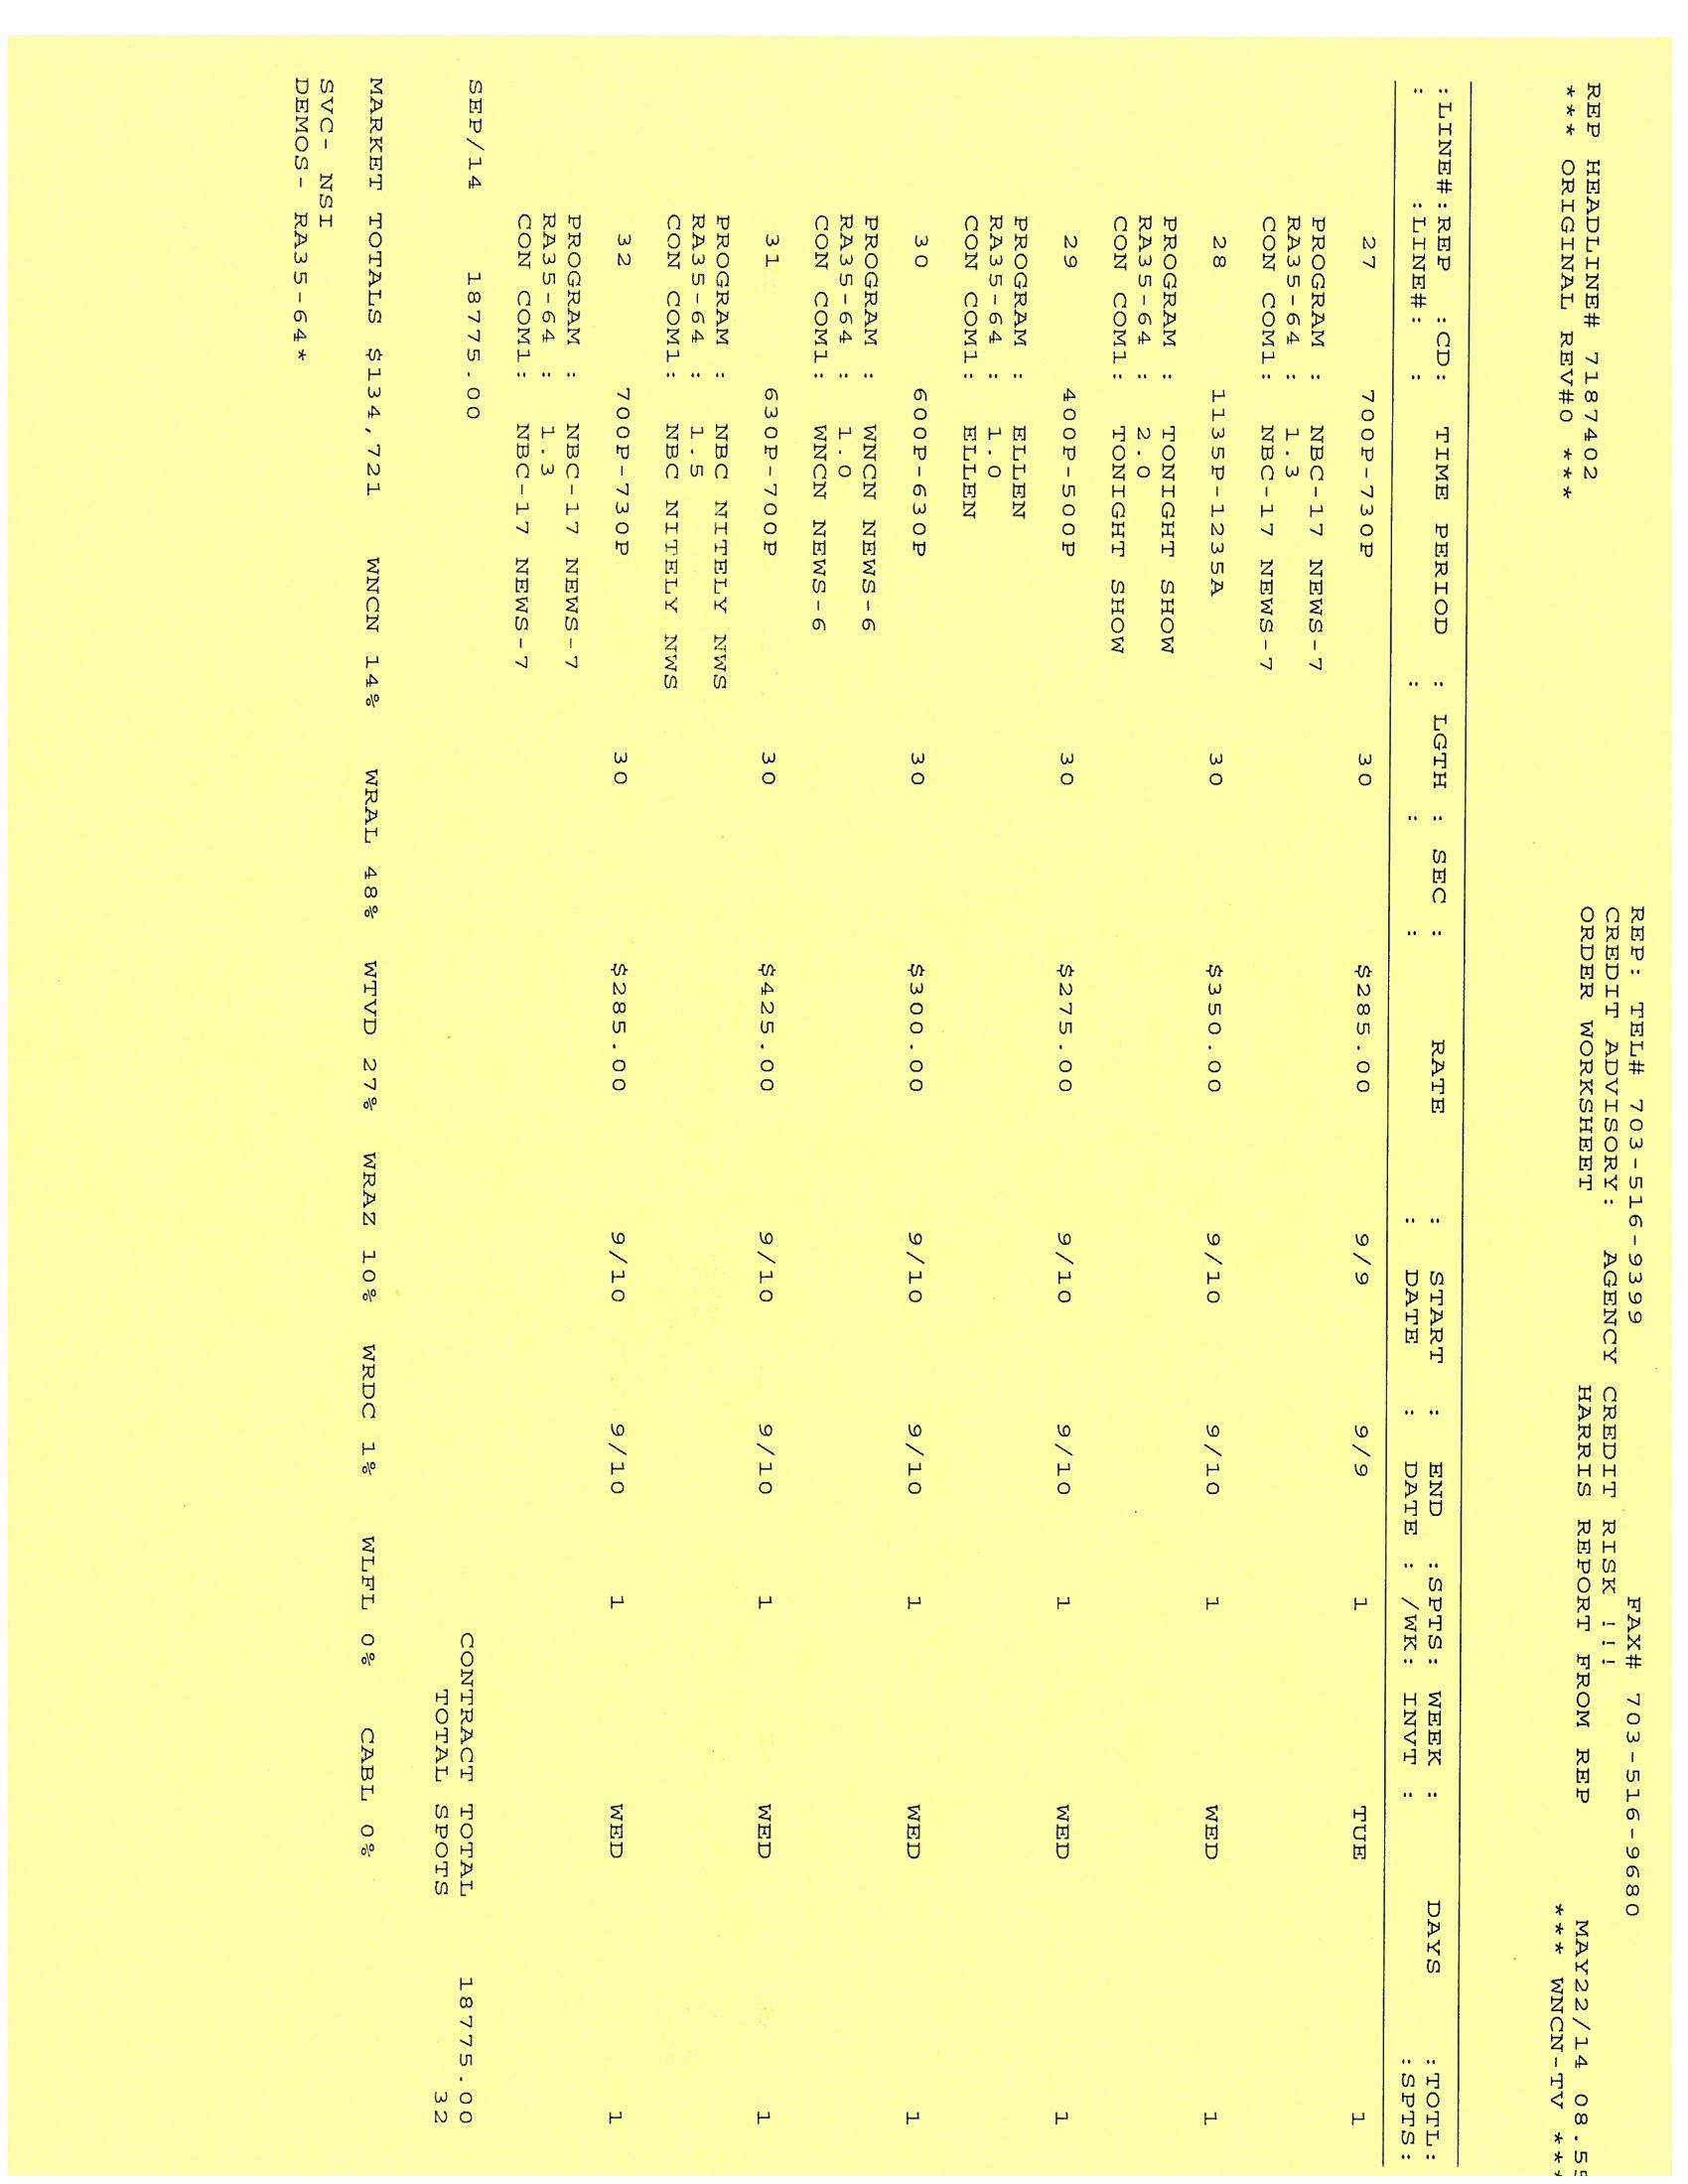 REP: TEL# 703-516-9399 FAX# 703-516-9680
CREDIT ADVISORY: AGENCY CREDIT RISK !!!
REP HEADLINE# 7187402 ORDER WORKSHEET HARRIS REPORT FROM REP MAY22/14 08.55
*** ORIGINAL REV#0 *** *** WNCN-TV ***
:LINE#:REP :CD: TIME PERIOD : LGTH : SEC : RATE : START : END :SPTS: WEEK : DAYS :TOTL:
: :LINE#: : : : : : DATE : DATE : /WK: INVT : :SPTS:
27 700P-730P 30 $285.00 9/9 9/9 1 TUE 1
PROGRAM : NBC-17 NEWS-7
RA35-64 : 1.3
CON COM1: NBC-17 NEWS-7
28 1135P-1235A 30 $350.00 9/10 9/10 1 WED 1
PROGRAM : TONIGHT SHOW
RA35-64 : 2.0
CON COM1: TONIGHT SHOW
29 400P-500P 30 $275.00 9/10 9/10 1 WED 1
PROGRAM : ELLEN
RA35-64 : 1.0
CON COM1: ELLEN
30 600P-630P 30 $300.00 9/10 9/10 1 WED 1
PROGRAM : WNCN NEWS-6
RA35-64 : 1.0
CON COM1: WNCN NEWS-6
31 630P-700P 30 $425.00 9/10 9/10 1 WED 1
PROGRAM : NBC NITELY NWS
RA35-64 : 1.5
CON COM1: NBC NITELY NWS
32 700P-730P 30 $285.00 9/10 9/10 1 WED 1
PROGRAM : NBC-17 NEWS-7
RA35-64 : 1.3
CON COM1: NBC-17 NEWS-7
SEP/14 18775.00 CONTRACT TOTAL 18775.00
TOTAL SPOTS 32
MARKET TOTALS $134,721 WNCN 14% WRAL 48% WTVD 27% WRAZ 10% WRDC 1% WLFL 0% CABL 0%
SVC- NSI
DEMOS- RA35-64*